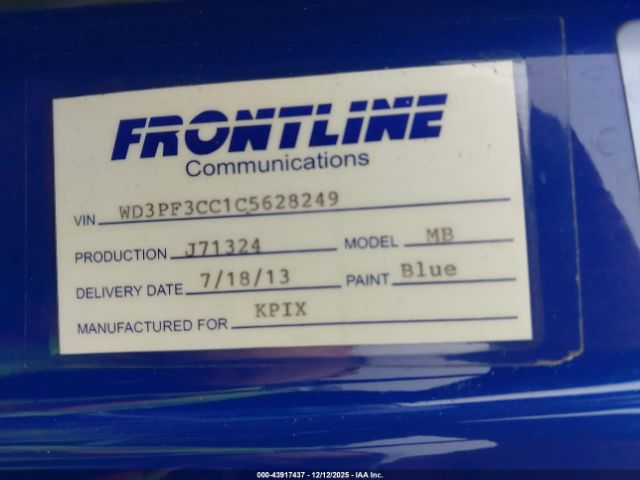 FRONTLINE
Communications
VIN WD3PF3CC1C5628249
PRODUCTION J71324 MODEL MB
DELIVERY DATE 7/18/13 PAINT Blue
MANUFACTURED FOR KPIX
000-43917437 - 12/12/2025 - IAA Inc.